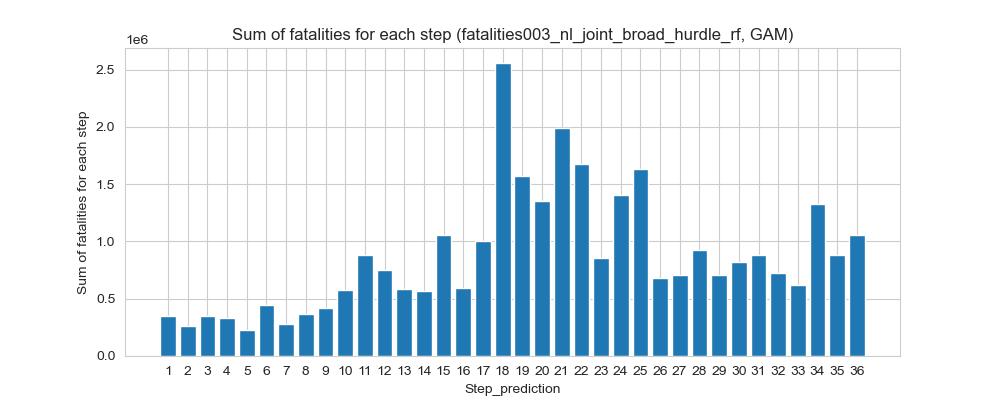 Sum of fatalities for each step (fatalities003_nl_joint_broad_hurdle_rf, GAM)
1e6
Sum of fatalities for each step
2.5
2.0
1.5
1.0
0.5
0.0
1 2 3 4 5 6 7 8 9 10 11 12 13 14 15 16 17 18 19 20 21 22 23 24 25 26 27 28 29 30 31 32 33 34 35 36
Step_prediction